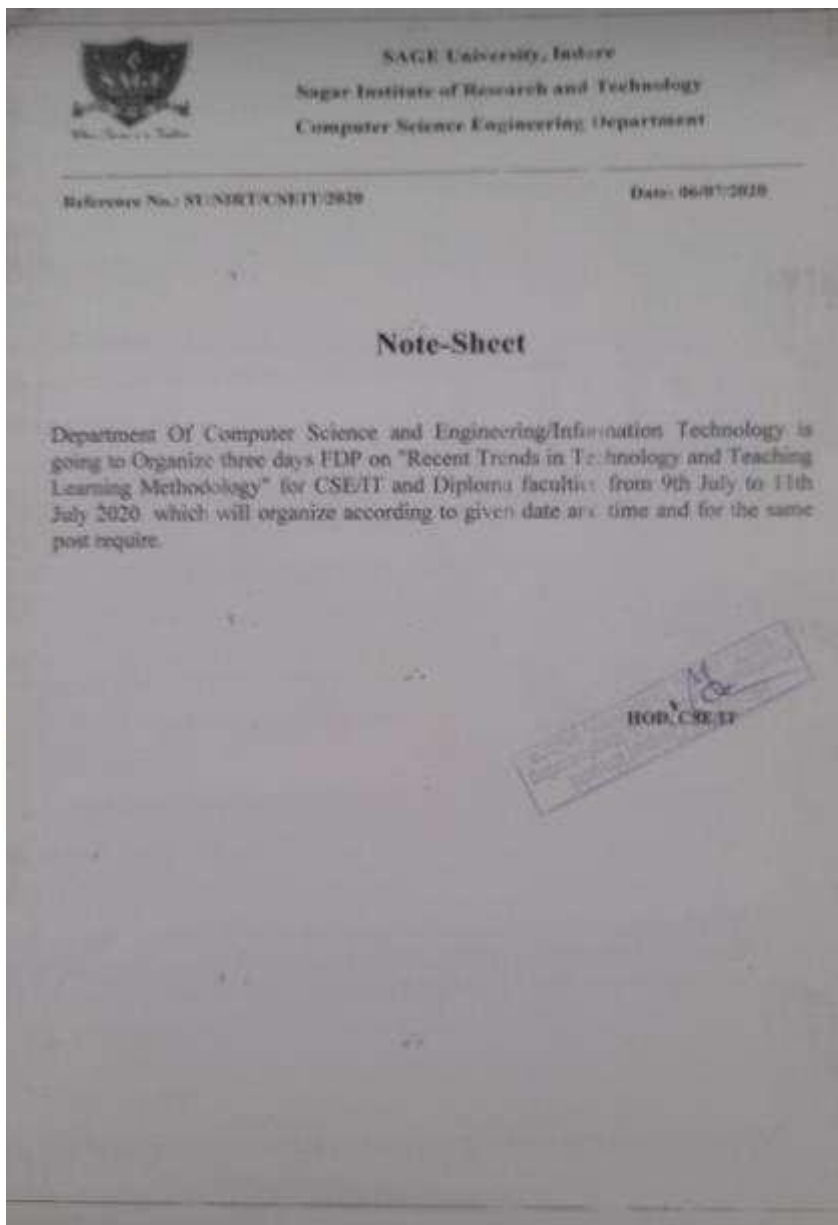 SAGE
SAGE University, Indore
Sagar Institute of Research and Technology
Computer Science Engineering Department
Reference No.: SU/SIRT/CSE/IT/2020
Date: 06/07/2020
Note-Sheet
Department Of Computer Science and Engineering/Information Technology is
going to Organize three days FDP on "Recent Trends in Technology and Teaching
Learning Methodology" for CSE/IT and Diploma faculties from 9th July to 11th
July 2020 which will organize according to given date and time and for the same
post require.
HOD, CSE/IT